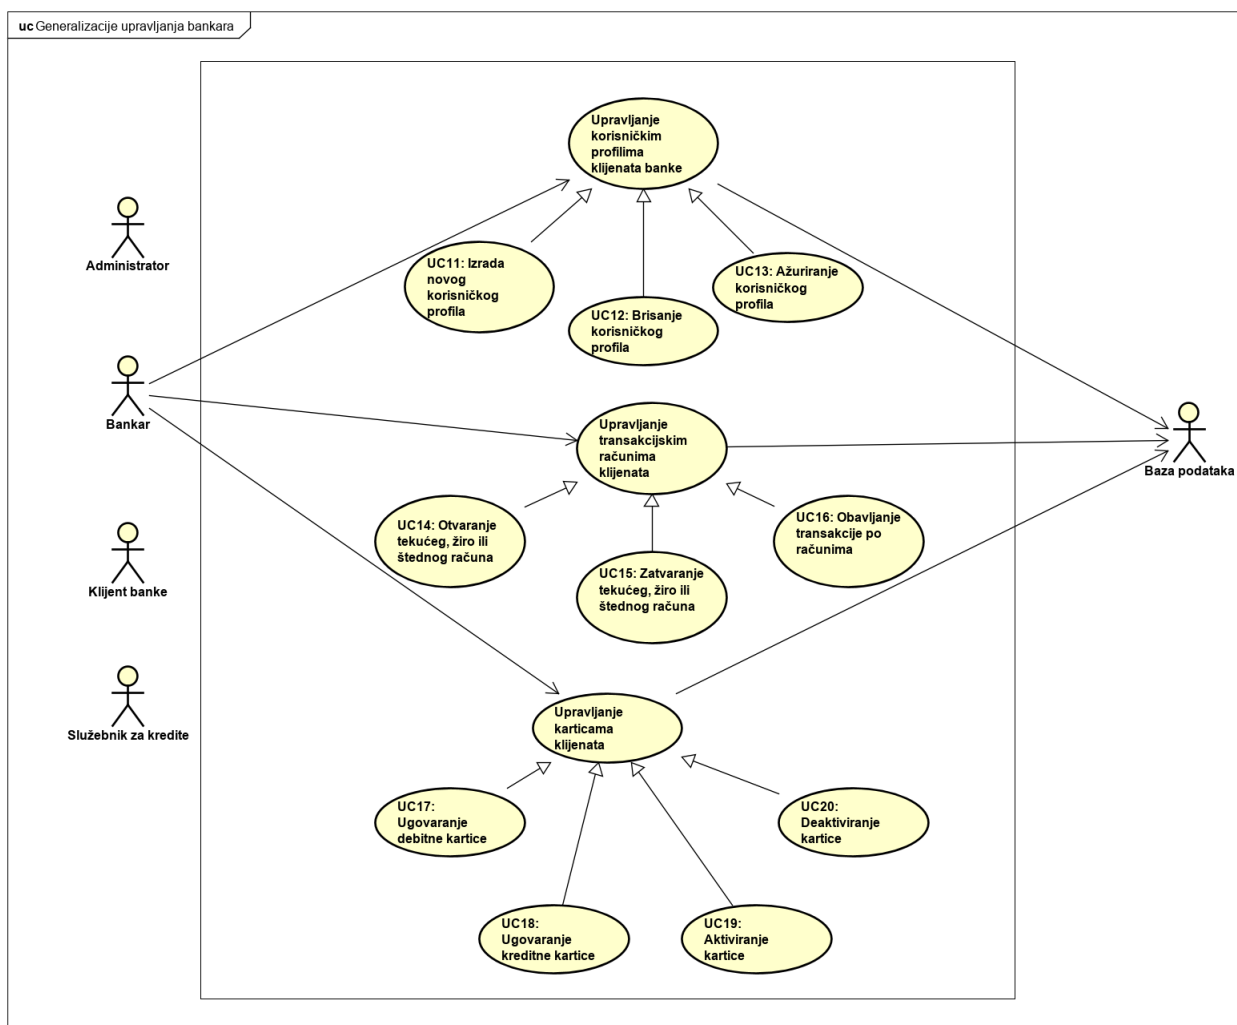 uc Generalizacije upravljanja bankara
Upravljanje
korisničkim
profilima
klijenata banke
Administrator
UC11: Izrada
novog
korisničkog
profila
UC12: Brisanje
korisničkog
profila
UC13: Ažuriranje
korisničkog
profila
Bankar
Upravljanje
transakcijskim
računima
klijenata
Baza podataka
UC14: Otvaranje
tekućeg, žiro ili
štednog računa
UC15: Zatvaranje
tekućeg, žiro ili
štednog računa
UC16: Obavljanje
transakcije po
računima
Klijent banke
Služebnik za kredite
Upravljanje
karticama
klijenata
UC17:
Ugovaranje
debitne kartice
UC20:
Deaktiviranje
kartice
UC18:
Ugovaranje
kreditne kartice
UC19:
Aktiviranje
kartice